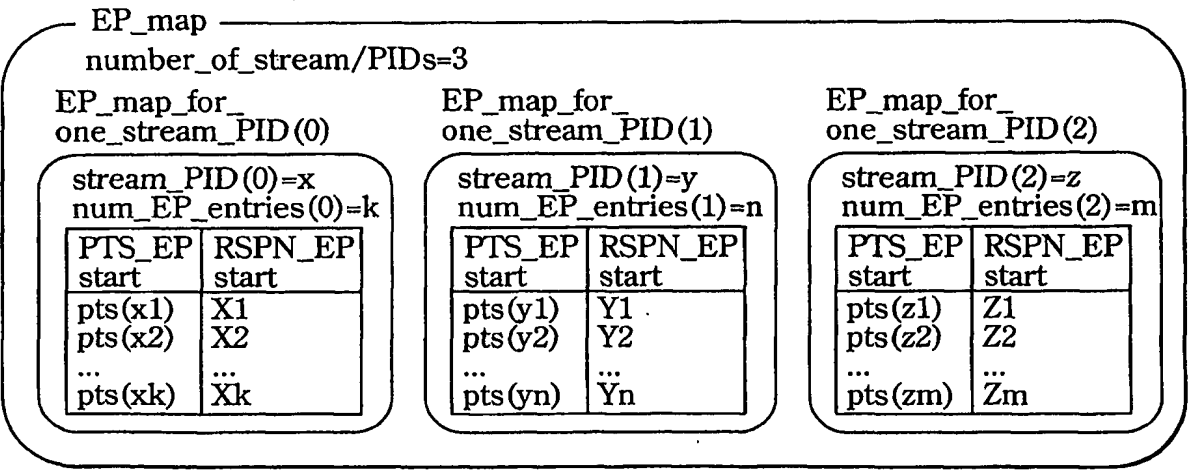 EP_map
number_of_stream/PIDs=3
EP_map_for_
one_stream_PID(0)
stream_PID(0)=x
num_EP_entries(0)=k
PTS_EP RSPN_EP
start start
pts(x1) X1
pts(x2) X2
... ...
pts(xk) Xk
EP_map_for_
one_stream_PID(1)
stream_PID(1)=y
num_EP_entries(1)=n
PTS_EP RSPN_EP
start start
pts(y1) Y1
pts(y2) Y2
... ...
pts(yn) Yn
EP_map_for_
one_stream_PID(2)
stream_PID(2)=z
num_EP_entries(2)=m
PTS_EP RSPN_EP
start start
pts(z1) Z1
pts(z2) Z2
... ...
pts(zm) Zm